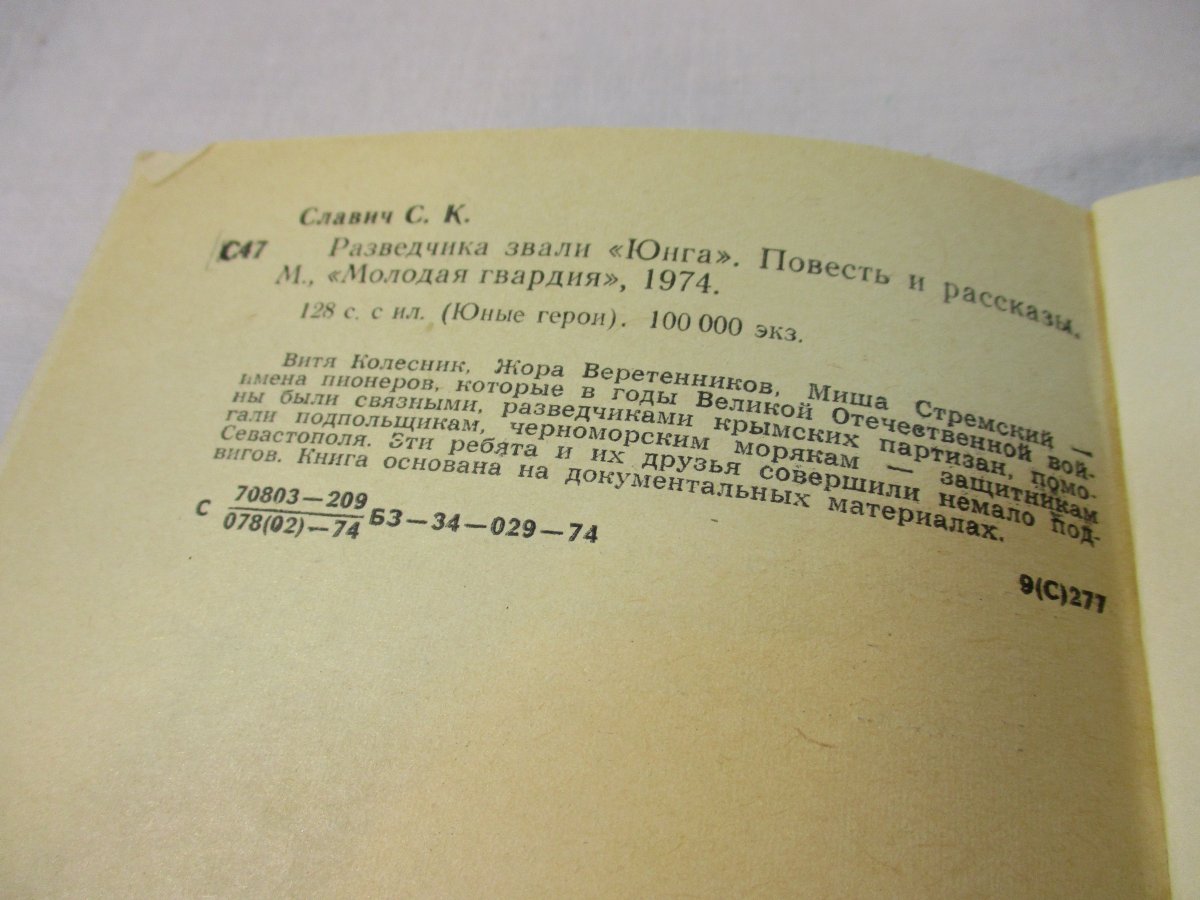 Славич С. К.
С47 Разведчика звали «Юнга». Повесть и рассказы.
М., «Молодая гвардия», 1974.
128 с. с ил. (Юные герои). 100 000 экз.
Витя Колесник, Жора Веретенников, Миша Стремский —
имена пионеров, которые в годы Великой Отечественной вой-
ны были связными, разведчиками крымских партизан, помо-
гали подпольщикам, черноморским морякам — защитникам
Севастополя. Эти ребята и их друзья совершили немало под-
вигов. Книга основана на документальных материалах.
С 70803—209
078(02)—74 БЗ—34—029—74
9(С)277